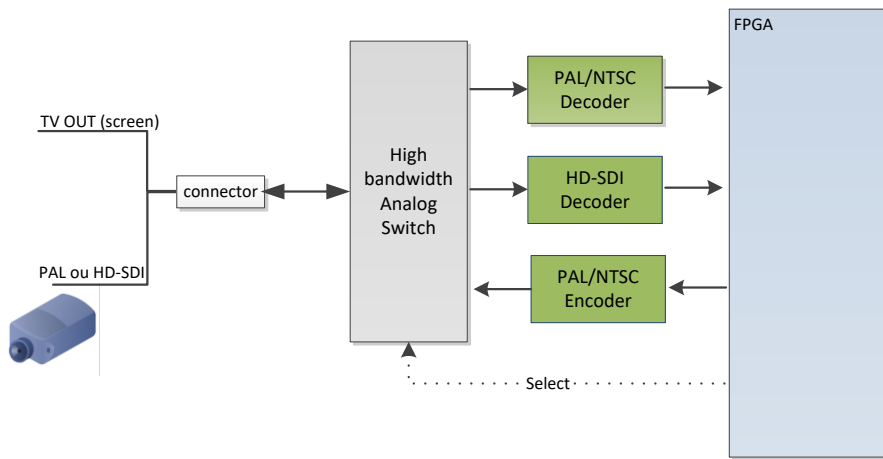 FPGA
PAL/NTSC
Decoder
TV OUT (screen)
High
bandwidth
Analog
Switch
connector
HD-SDI
Decoder
PAL ou HD-SDI
PAL/NTSC
Encoder
Select